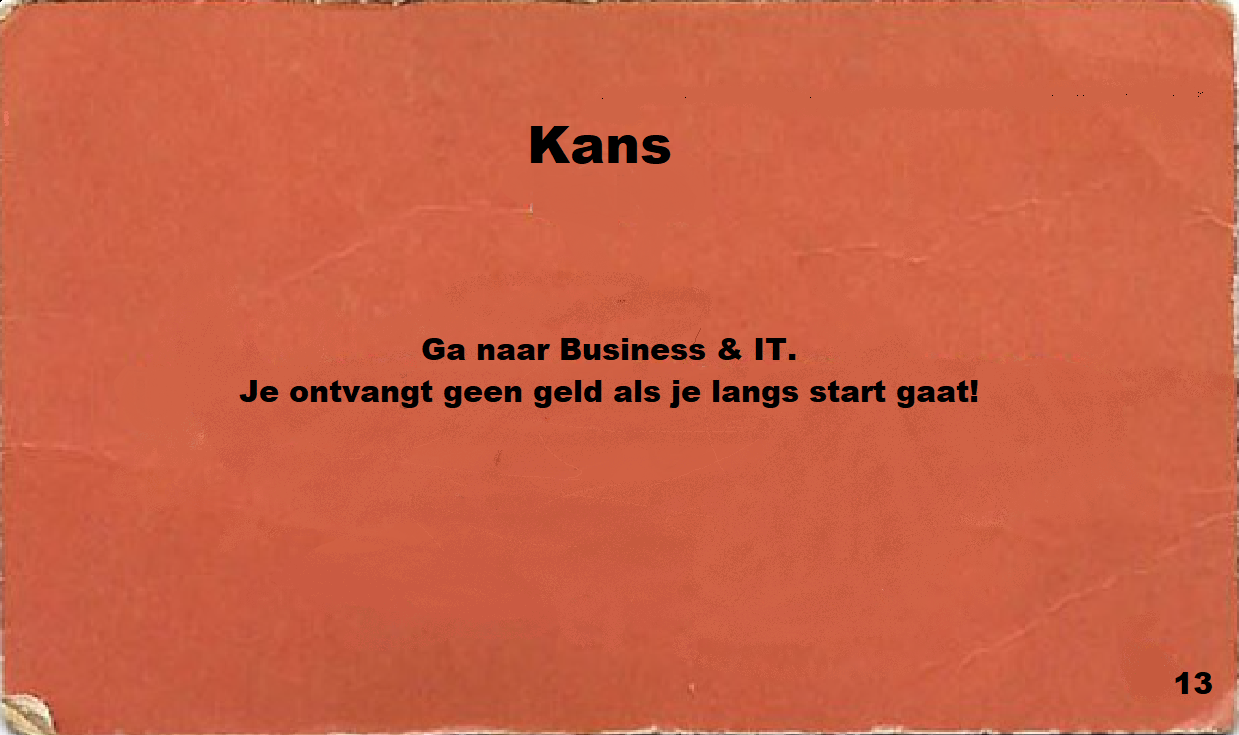 Kans
Ga naar Business & IT.
Je ontvangt geen geld als je langs start gaat!
13